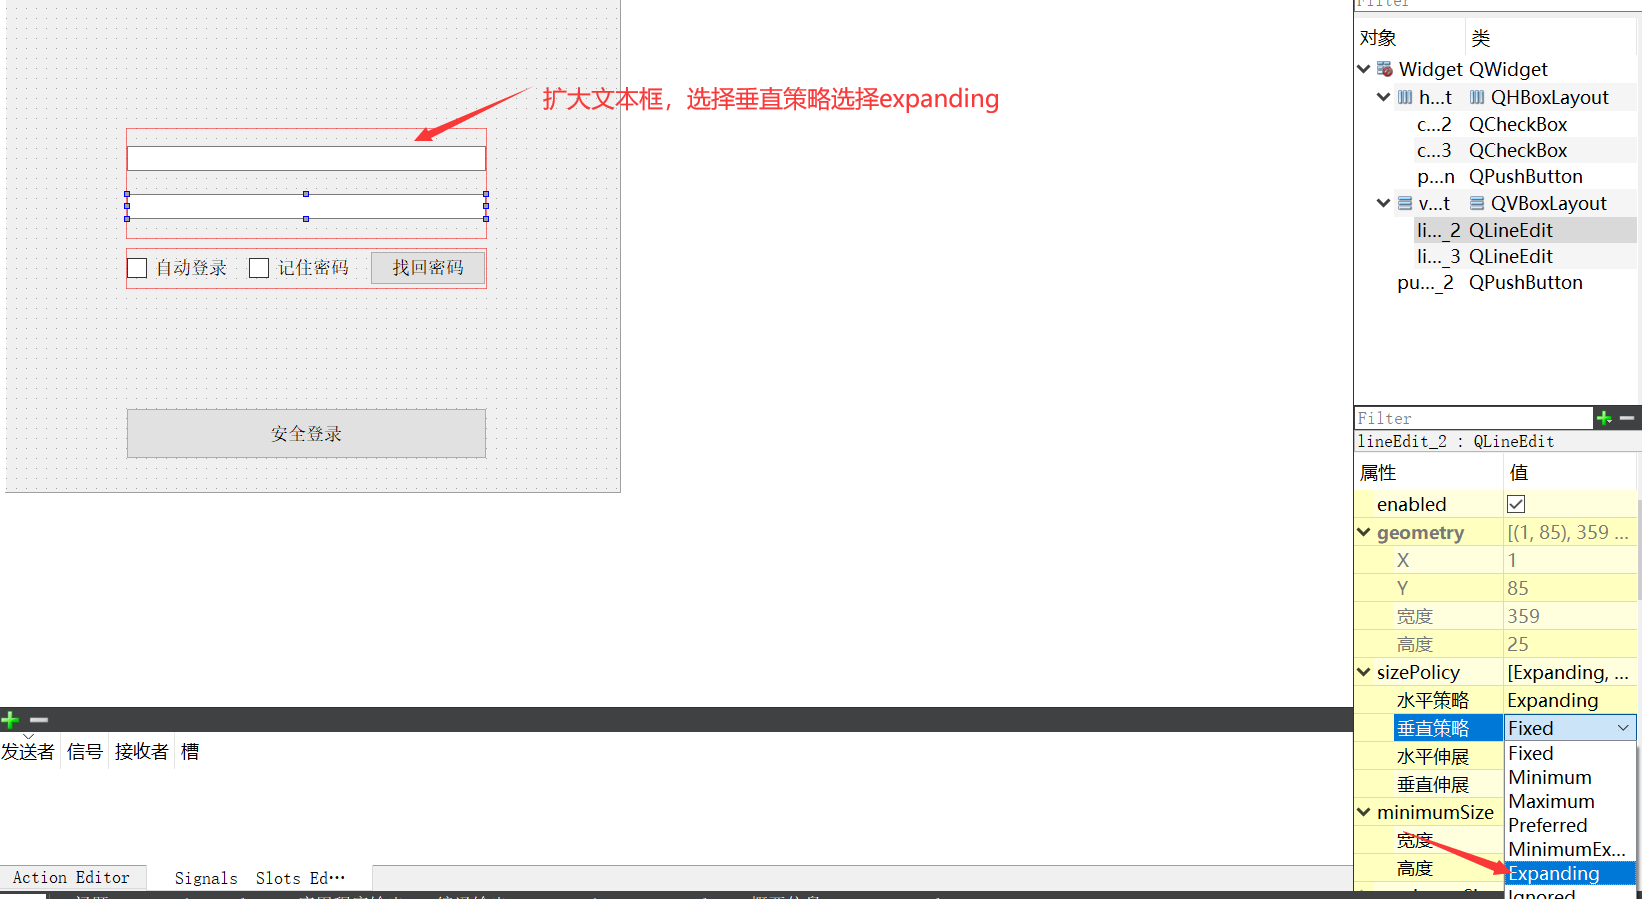 扩大文本框，选择垂直策略选择expanding
自动登录 记住密码 找回密码
安全登录
发送者 信号 接收者 槽
Action Editor Signals Slots Ed…
Filter
对象 类
Widget QWidget
h...t QHBoxLayout
c...2 QCheckBox
c...3 QCheckBox
p...n QPushButton
v...t QVBoxLayout
li..._2 QLineEdit
li..._3 QLineEdit
pu..._2 QPushButton
Filter
lineEdit_2 : QLineEdit
属性 值
enabled
geometry [(1, 85), 359 ...
X 1
Y 85
宽度 359
高度 25
sizePolicy [Expanding, ...
水平策略 Expanding
垂直策略 Fixed
水平伸展
垂直伸展
minimumSize
宽度
高度
Fixed
Minimum
Maximum
Preferred
MinimumEx...
Expanding
Ignored